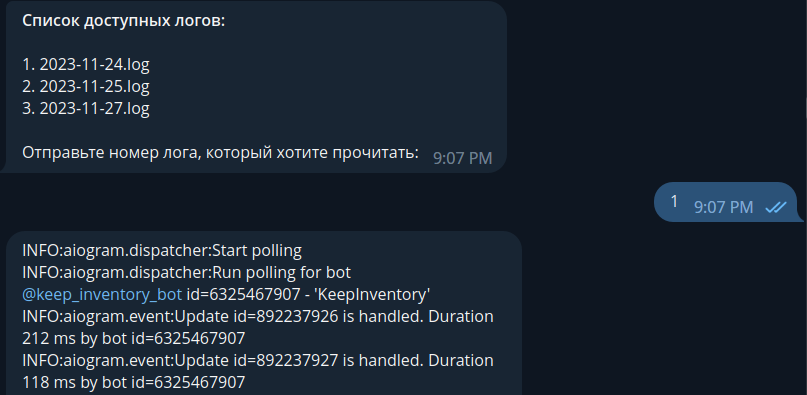 Список доступных логов:
1. 2023-11-24.log
2. 2023-11-25.log
3. 2023-11-27.log
Отправьте номер лога, который хотите прочитать: 9:07 PM
1 9:07 PM
INFO:aiogram.dispatcher:Start polling
INFO:aiogram.dispatcher:Run polling for bot
@keep_inventory_bot id=6325467907 - 'KeepInventory'
INFO:aiogram.event:Update id=892237926 is handled. Duration
212 ms by bot id=6325467907
INFO:aiogram.event:Update id=892237927 is handled. Duration
118 ms by bot id=6325467907